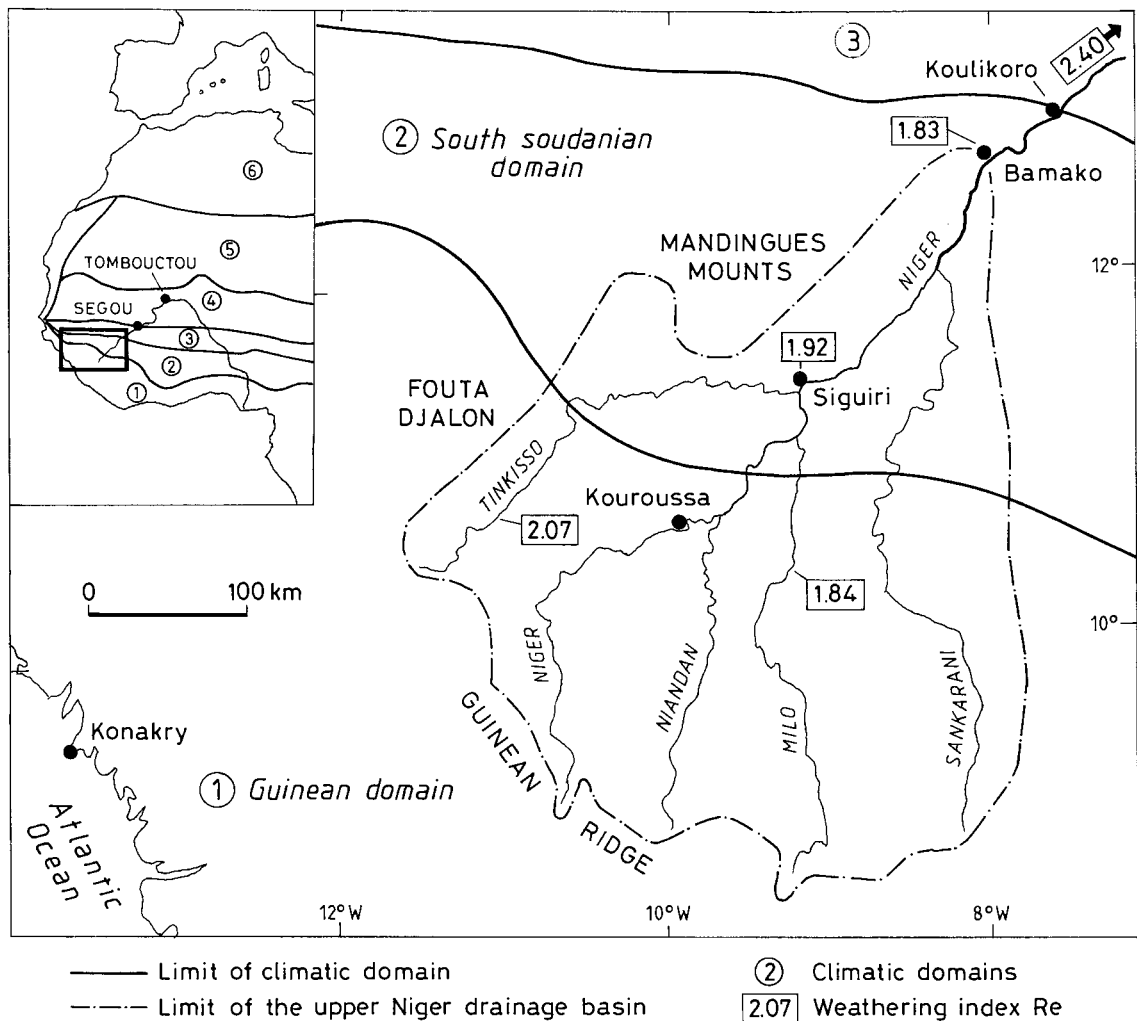 ⑥
⑤
TOMBOUCTOU
④
SEGOU
③
②
①
③
2.40
Koulikoro
② South soudanian
domain
1.83
Bamako
MANDINGUES
MOUNTS
NIGER
12°
1.92
Siguiri
FOUTA
DJALON
TINKISSO
Kouroussa
2.07
0 100 km
1.84
10°
NIGER
NIANDAN
MILO
SANKARANI
GUINEAN
RIDGE
Konakry
① Guinean domain
Atlantic
Ocean
12°W 10°W 8°W
Limit of climatic domain
② Climatic domains
Limit of the upper Niger drainage basin
2.07 Weathering index Re